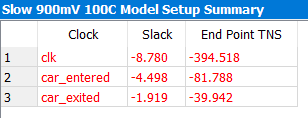 Slow 900mV 100C Model Setup Summary
Clock Slack End Point TNS
1 clk -8.780 -394.518
2 car_entered -4.498 -81.788
3 car_exited -1.919 -39.942